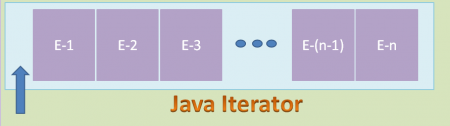 E-1 E-2 E-3 E-(n-1) E-n
Java Iterator